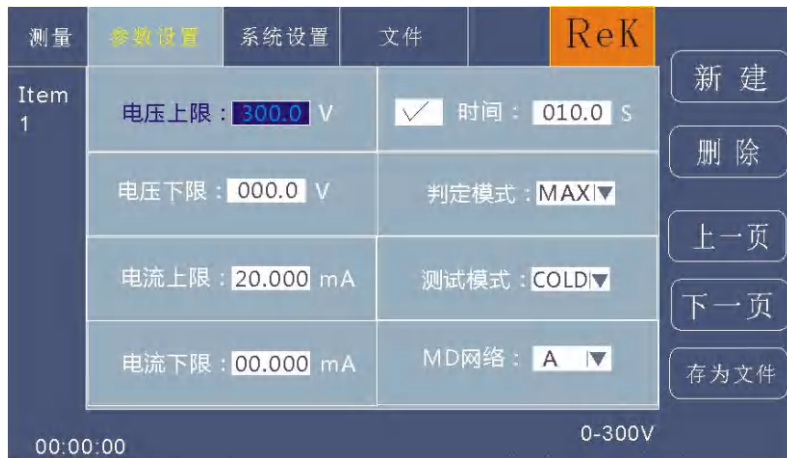 测量 参数设置 系统设置 文件 ReK
Item
1
电压上限：300.0 V
时间：010.0 S
电压下限：000.0 V
判定模式：MAX
电流上限：20.000 mA
测试模式：COLD
电流下限：00.000 mA
MD网络：A
新建
删除
上一页
下一页
存为文件
00:00:00
0-300V